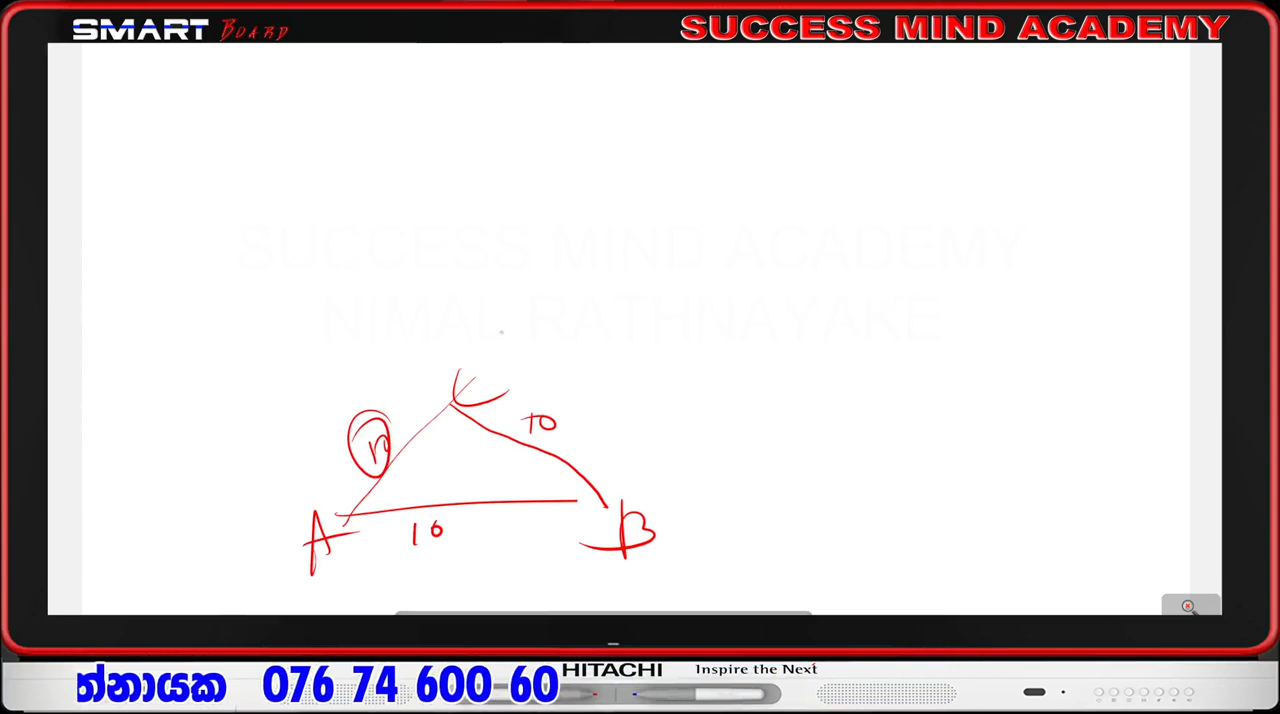 SMART Board
SUCCESS MIND ACADEMY
SUCCESS MIND ACADEMY
NIMAL RATHNAYAKE
C
10
A
10
B
ත්නායක 076 74 600 60
HITACHI Inspire the Next